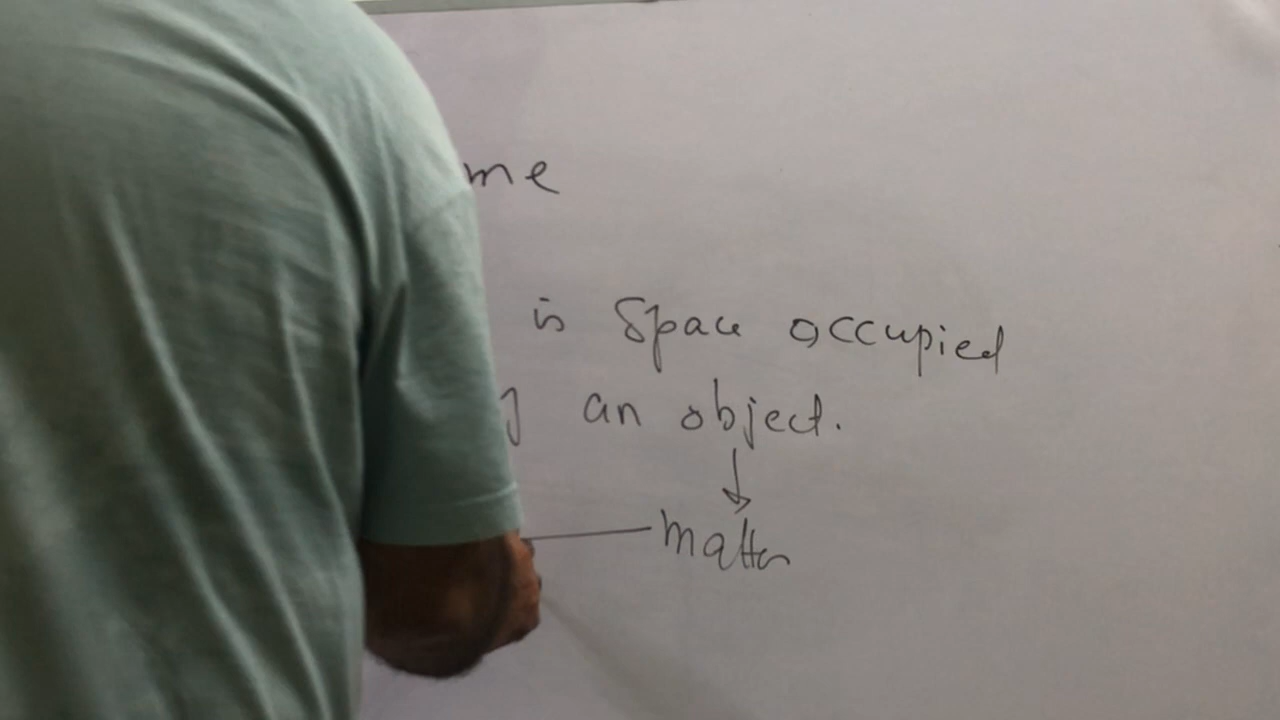 me
is Space occupied
an object.
matter